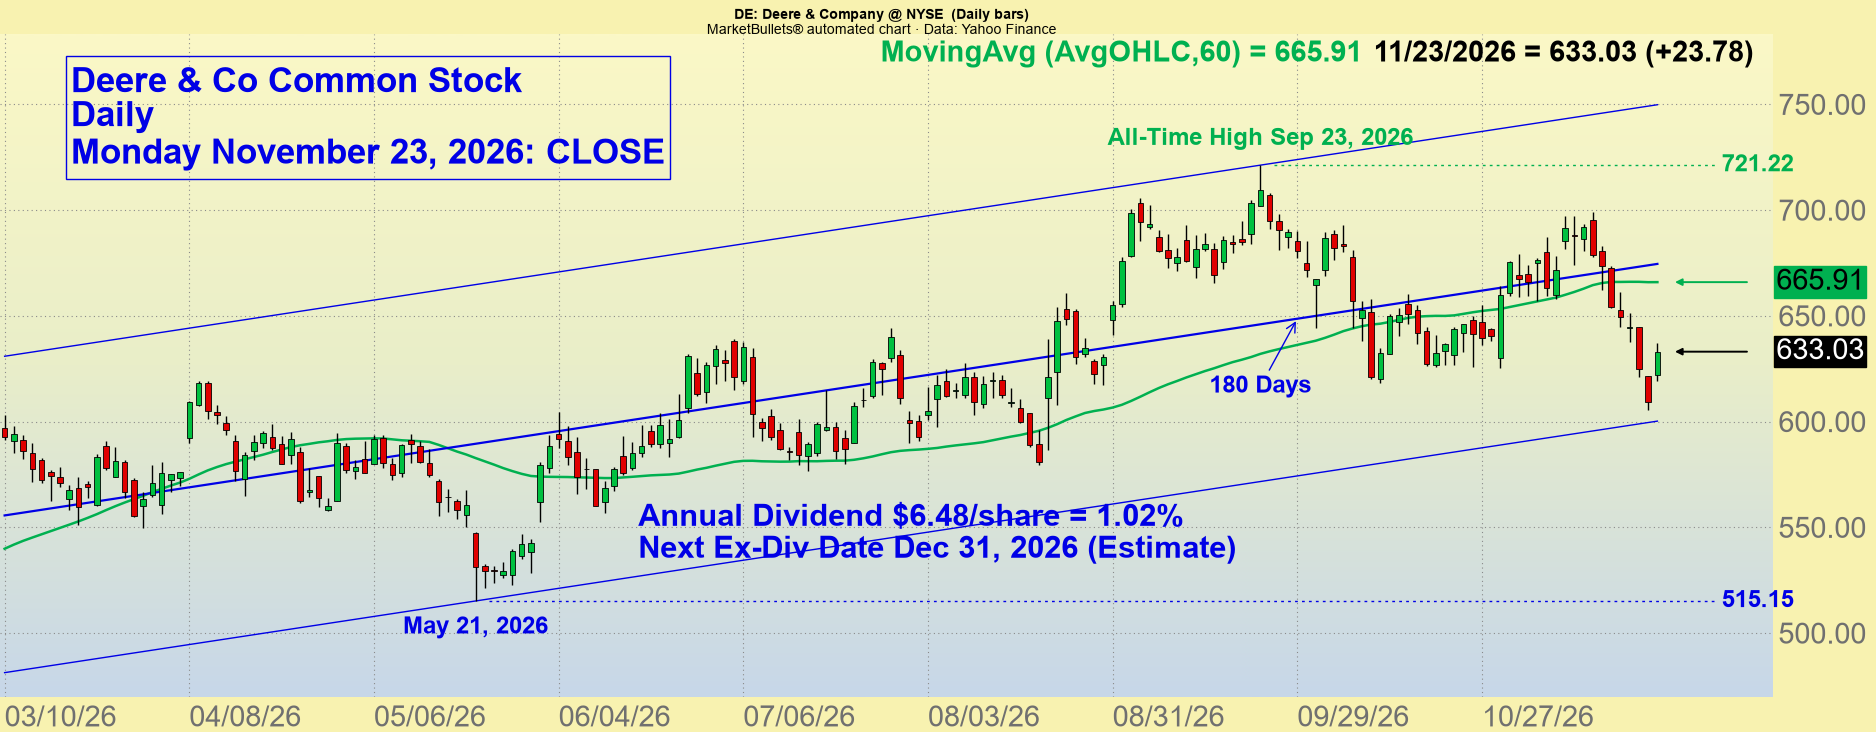 DE: Deere & Company @ NYSE (Daily bars)
MarketBullets® automated chart · Data: Yahoo Finance
MovingAvg (AvgOHLC,60) = 665.91 11/23/2026 = 633.03 (+23.78)
Deere & Co Common Stock
Daily
Monday November 23, 2026: CLOSE
750.00
All-Time High Sep 23, 2026
721.22
700.00
665.91
650.00
633.03
180 Days
600.00
Annual Dividend $6.48/share = 1.02%
550.00
Next Ex-Div Date Dec 31, 2026 (Estimate)
515.15
May 21, 2026
500.00
03/10/26 04/08/26 05/06/26 06/04/26 07/06/26 08/03/26 08/31/26 09/29/26 10/27/26